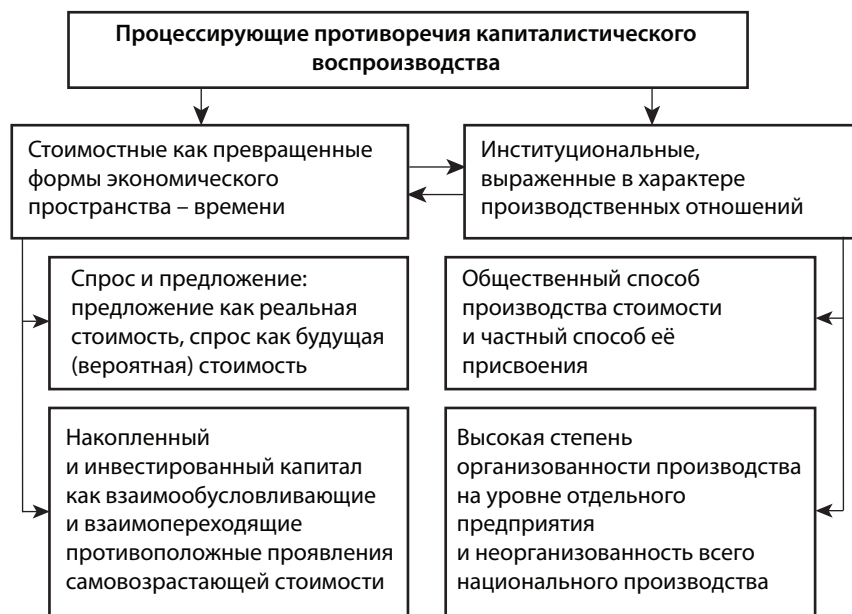 Процессирующие противоречия капиталистического
воспроизводства
Стоимостные как превращенные
формы экономического
пространства – времени
Институциональные,
выраженные в характере
производственных отношений
Спрос и предложение:
предложение как реальная
стоимость, спрос как будущая
(вероятная) стоимость
Общественный способ
производства стоимости
и частный способ её
присвоения
Накопленный
и инвестированный капитал
как взаимообусловливающие
и взаимопереходящие
противоположные проявления
самовозрастающей стоимости
Высокая степень
организованности производства
на уровне отдельного
предприятия
и неорганизованность всего
национального производства